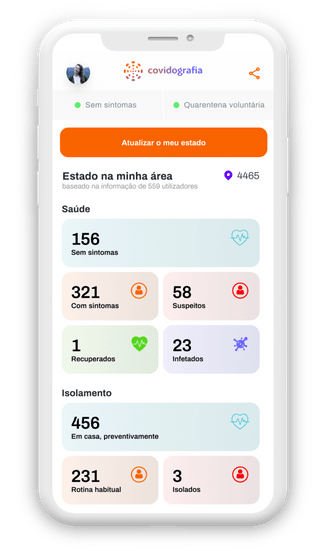 covidografia
Sem sintomas
Quarentena voluntária
Atualizar o meu estado
Estado na minha área
4465
baseado na informação de 559 utilizadores
Saúde
156
Sem sintomas
321
Com sintomas
58
Suspeitos
1
Recuperados
23
Infetados
Isolamento
456
Em casa, preventivamente
231
Rotina habitual
3
Isolados